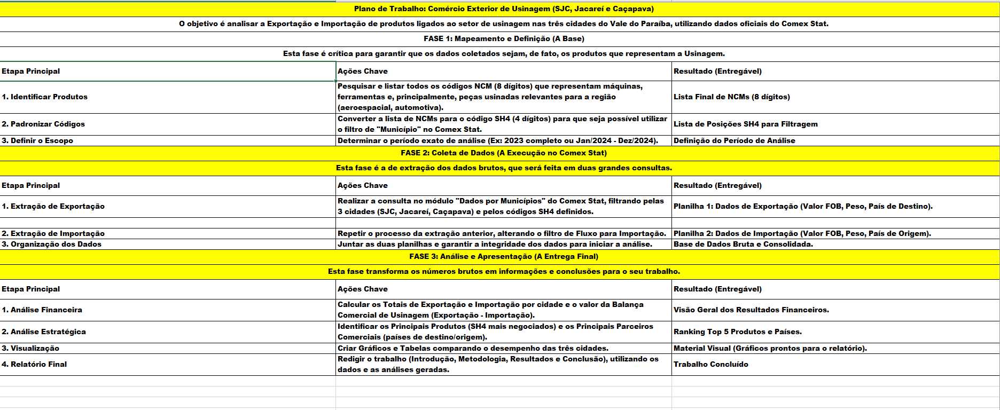 Plano de Trabalho: Comércio Exterior de Usinagem (SJC, Jacareí e Caçapava)
O objetivo é analisar a Exportação e Importação de produtos ligados ao setor de usinagem nas três cidades do Vale do Paraíba, utilizando dados oficiais do Comex Stat.
FASE 1: Mapeamento e Definição (A Base)
Esta fase é crítica para garantir que os dados coletados sejam, de fato, os produtos que representam a Usinagem.
Etapa Principal
Ações Chave
Resultado (Entregável)
1. Identificar Produtos
Pesquisar e listar todos os códigos NCM (8 dígitos) que representam máquinas,
ferramentas e, principalmente, peças usinadas relevantes para a região
(aeroespacial, automotiva).
Lista Final de NCMs (8 dígitos)
2. Padronizar Códigos
Converter a lista de NCMs para o código SH4 (4 dígitos) para que seja possível utilizar
o filtro de "Município" no Comex Stat.
Lista de Posições SH4 para Filtragem
3. Definir o Escopo
Determinar o período exato de análise (Ex: 2023 completo ou Jan/2024 - Dez/2024).
Definição do Período de Análise
FASE 2: Coleta de Dados (A Execução no Comex Stat)
Esta fase é a de extração dos dados brutos, que será feita em duas grandes consultas.
Etapa Principal
Ações Chave
Resultado (Entregável)
1. Extração de Exportação
Realizar a consulta no módulo "Dados por Municípios" do Comex Stat, filtrando pelas
3 cidades (SJC, Jacareí, Caçapava) e pelos códigos SH4 definidos.
Planilha 1: Dados de Exportação (Valor FOB, Peso, País de Destino).
2. Extração de Importação
Repetir o processo da extração anterior, alterando o filtro de Fluxo para Importação.
Planilha 2: Dados de Importação (Valor FOB, Peso, País de Origem).
3. Organização dos Dados
Juntar as duas planilhas e garantir a integridade dos dados para iniciar a análise.
Base de Dados Bruta e Consolidada.
FASE 3: Análise e Apresentação (A Entrega Final)
Esta fase transforma os números brutos em informações e conclusões para o seu trabalho.
Etapa Principal
Ações Chave
Resultado (Entregável)
1. Análise Financeira
Calcular os Totais de Exportação e Importação por cidade e o valor da Balança
Comercial de Usinagem (Exportação - Importação).
Visão Geral dos Resultados Financeiros.
2. Análise Estratégica
Identificar os Principais Produtos (SH4 mais negociados) e os Principais Parceiros
Comerciais (países de destino/origem).
Ranking Top 5 Produtos e Países.
3. Visualização
Criar Gráficos e Tabelas comparando o desempenho das três cidades.
Material Visual (Gráficos prontos para o relatório).
4. Relatório Final
Redigir o trabalho (Introdução, Metodologia, Resultados e Conclusão), utilizando os
dados e as análises geradas.
Trabalho Concluído